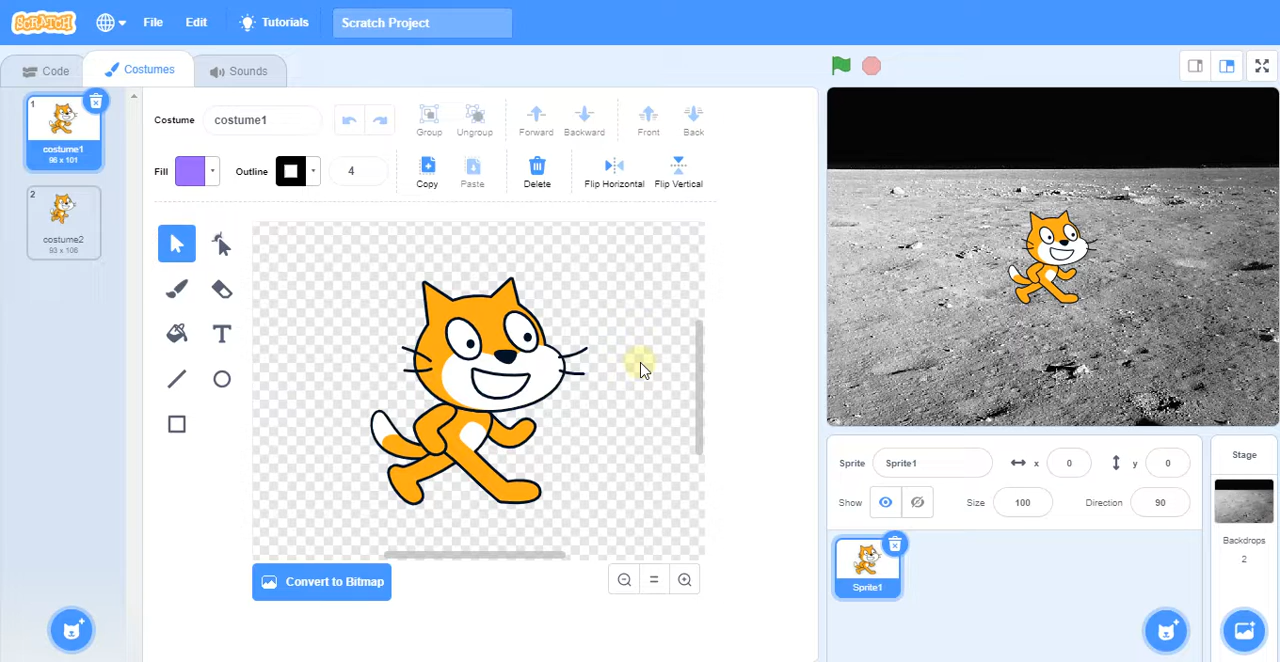 SCRATCH File Edit Tutorials Scratch Project
Code Costumes Sounds
1
costume1
96 x 101
2
costume2
93 x 106
Costume costume1 Group Ungroup Forward Backward Front Back
Fill Outline 4 Copy Paste Delete Flip Horizontal Flip Vertical
Convert to Bitmap
Sprite Sprite1 x 0 y 0
Show Size 100 Direction 90
Sprite1
Stage
Backdrops
2